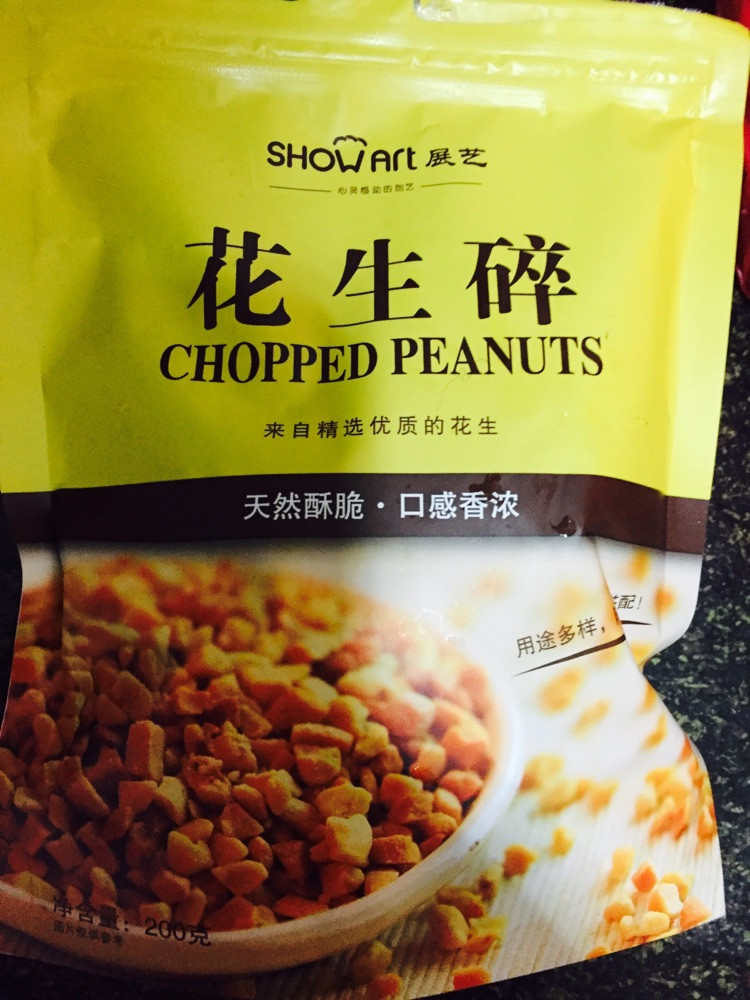 SHOWArt 展艺
心灵感动的创艺
花生碎
CHOPPED PEANUTS
来自精选优质的花生
天然酥脆·口感香浓
用途多样，
配！
净含量：200克
图片仅供参考